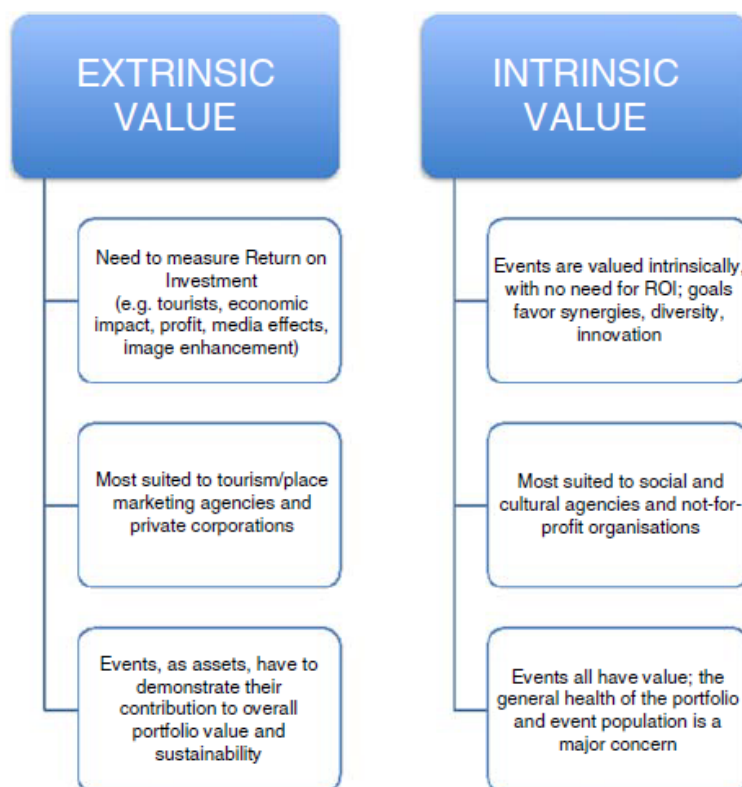 EXTRINSIC
VALUE
Need to measure Return on
Investment
(e.g. tourists, economic
impact, profit, media effects,
image enhancement)
Most suited to tourism/place
marketing agencies and
private corporations
Events, as assets, have to
demonstrate their
contribution to overall
portfolio value and
sustainability
INTRINSIC
VALUE
Events are valued intrinsically,
with no need for ROI; goals
favor synergies, diversity,
innovation
Most suited to social and
cultural agencies and not-for-
profit organisations
Events all have value; the
general health of the portfolio
and event population is a
major concern